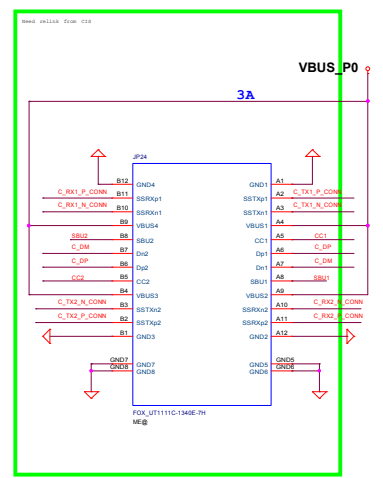 Need relink from CIS
VBUS_P0
3A
JP24
B12 GND4 GND1 A1
C_RX1_P_CONN B11 SSRXp1 SSTXp1 A2 C_TX1_P_CONN
C_RX1_N_CONN B10 SSRXn1 SSTXn1 A3 C_TX1_N_CONN
B9 VBUS4 VBUS1 A4
SBU2 B8 SBU2 CC1 A5 CC1
C_DM B7 Dn2 Dp1 A6 C_DP
C_DP B6 Dp2 Dn1 A7 C_DM
CC2 B5 CC2 SBU1 A8 SBU1
B4 VBUS3 VBUS2 A9
C_TX2_N_CONN B3 SSTXn2 SSRXn2 A10 C_RX2_N_CONN
C_TX2_P_CONN B2 SSTXp2 SSRXp2 A11 C_RX2_P_CONN
B1 GND3 GND2 A12
GND7 GND7 GND5 GND5
GND8 GND8 GND6 GND6
FOX_UT1111C-1340E-7H
ME@